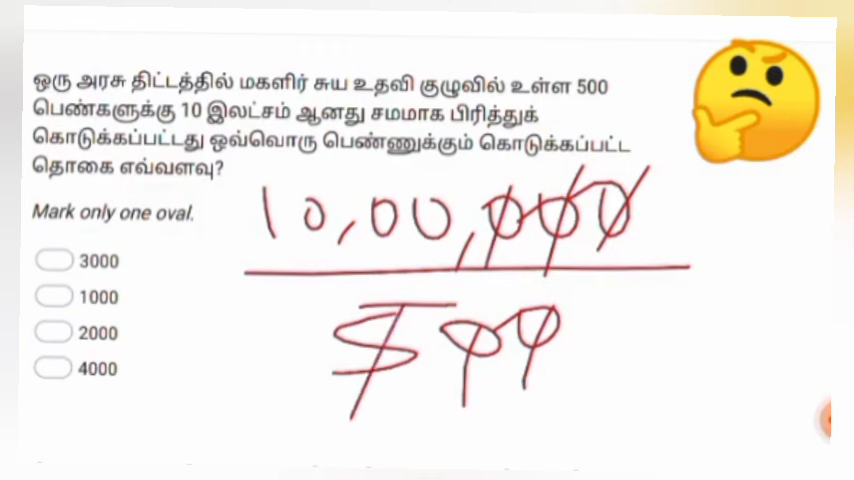 ஒரு அரசு திட்டத்தில் மகளிர் சுய உதவி குழுவில் உள்ள 500
பெண்களுக்கு 10 இலட்சம் ஆனது சமமாக பிரித்துக்
கொடுக்கப்பட்டது ஒவ்வொரு பெண்ணுக்கும் கொடுக்கப்பட்ட
தொகை எவ்வளவு?
Mark only one oval.
10,00,000
500
3000
1000
2000
4000